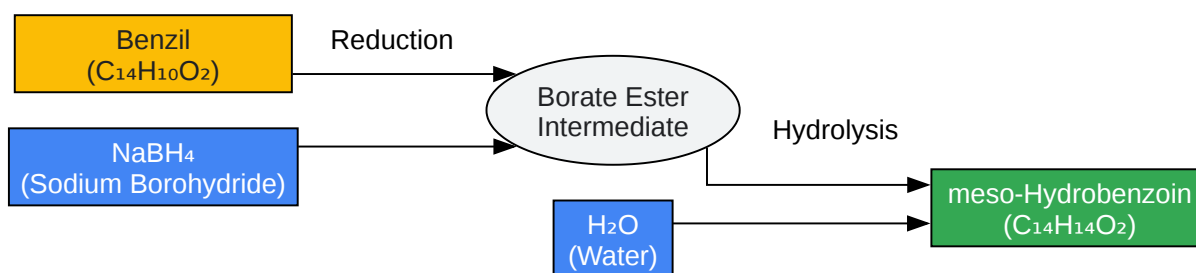 Benzil
(C₁₄H₁₀O₂)
Reduction
Borate Ester
Intermediate
NaBH₄
(Sodium Borohydride)
Hydrolysis
H₂O
(Water)
meso-Hydrobenzoin
(C₁₄H₁₄O₂)